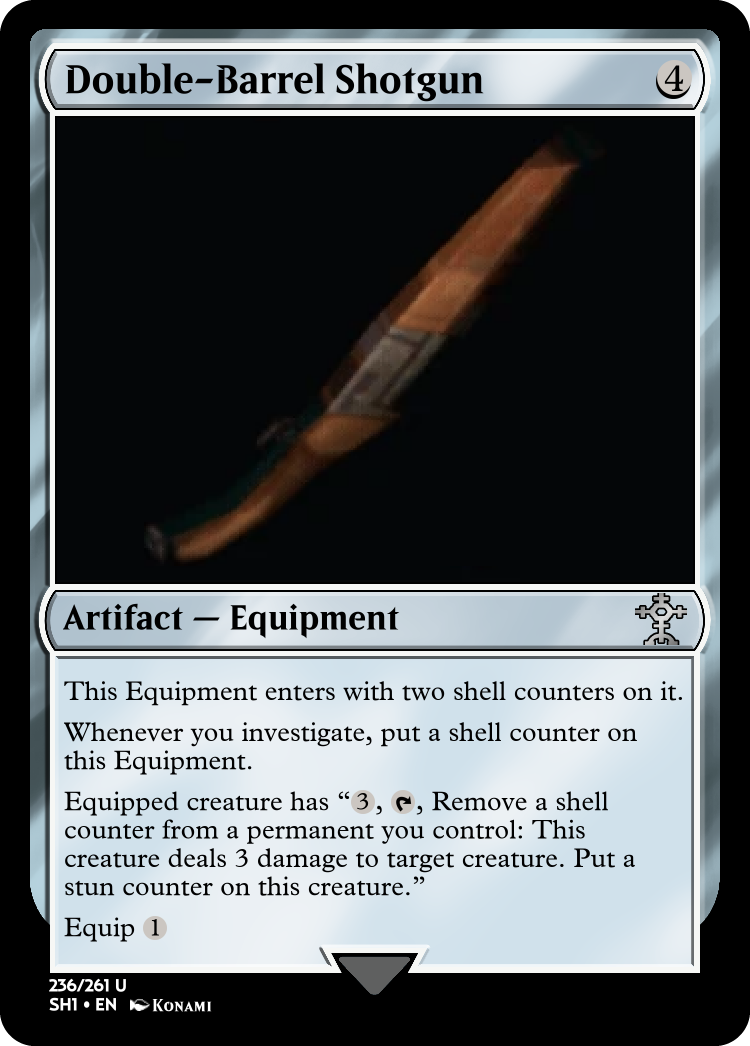 Double-Barrel Shotgun 4
Artifact — Equipment
This Equipment enters with two shell counters on it.
Whenever you investigate, put a shell counter on
this Equipment.
Equipped creature has “3, , Remove a shell
counter from a permanent you control: This
creature deals 3 damage to target creature. Put a
stun counter on this creature.”
Equip 1
236/261 U
SH1 • EN KONAMI